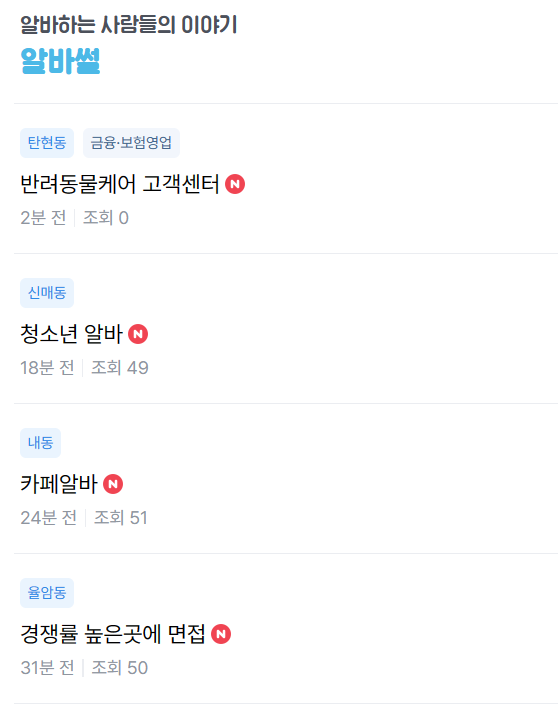 알바하는 사람들의 이야기
알바썰
탄현동 금융·보험영업
반려동물케어 고객센터 N
2분 전 조회 0
신매동
청소년 알바 N
18분 전 조회 49
내동
카페알바 N
24분 전 조회 51
율암동
경쟁률 높은곳에 면접 N
31분 전 조회 50